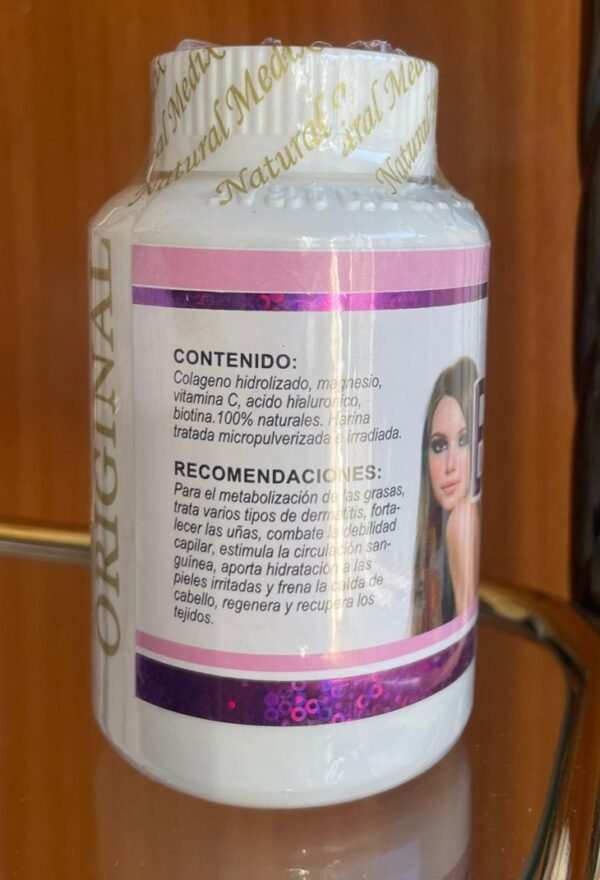 Natural Medix
Natural
ORIGINAL
CONTENIDO:
Colageno hidrolizado, magnesio,
vitamina C, acido hialuronico,
biotina.100% naturales. Harina
tratada micropulverizada e irradiada.
RECOMENDACIONES:
Para el metabolización de las grasas,
trata varios tipos de dermatitis, forta-
lecer las uñas, combate la debilidad
capilar, estimula la circulación san-
guínea, aporta hidratación a las
pieles irritadas y frena la caída de
cabello, regenera y recupera los
tejidos.